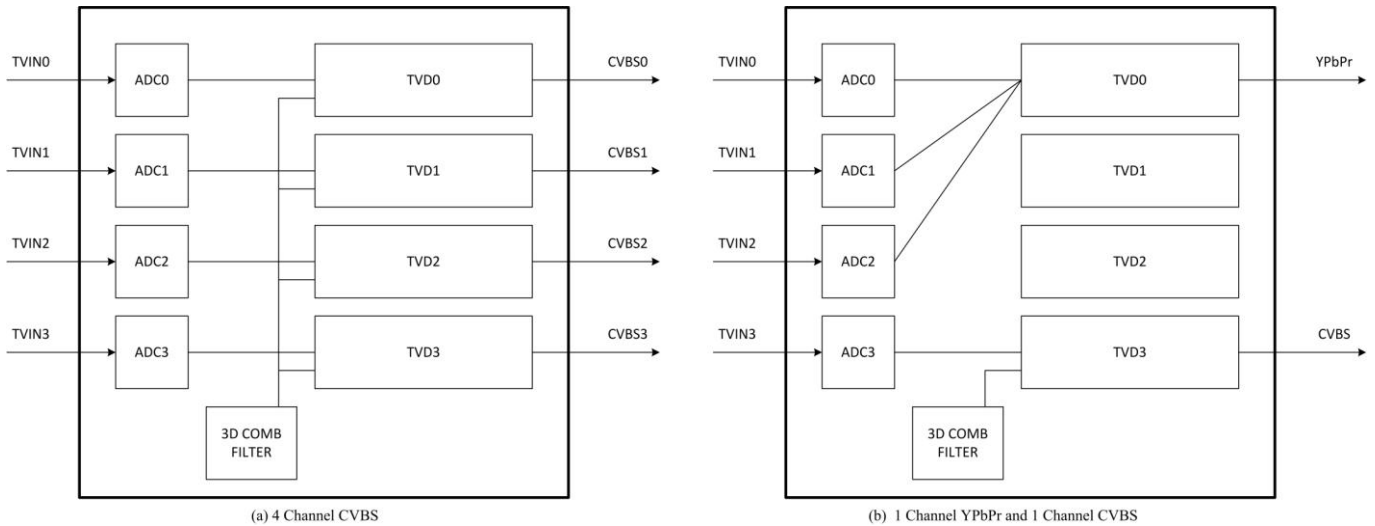 TVIN0
ADC0
TVD0
CVBS0
TVIN1
ADC1
TVD1
CVBS1
TVIN2
ADC2
TVD2
CVBS2
TVIN3
ADC3
TVD3
CVBS3
3D COMB
FILTER
(a) 4 Channel CVBS
TVIN0
ADC0
TVD0
YPbPr
TVIN1
ADC1
TVD1
TVIN2
ADC2
TVD2
TVIN3
ADC3
TVD3
CVBS
3D COMB
FILTER
(b) 1 Channel YPbPr and 1 Channel CVBS